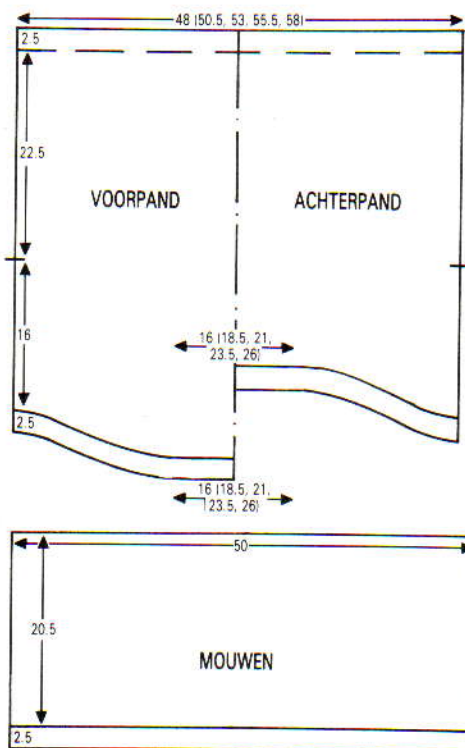 48 (50.5, 53, 55.5, 58)
2.5
22.5
VOORPAND
ACHTERPAND
16
16 (18.5, 21,
23.5, 26)
2.5
16 (18.5, 21,
(23.5, 26)
50
20.5
MOUWEN
2.5